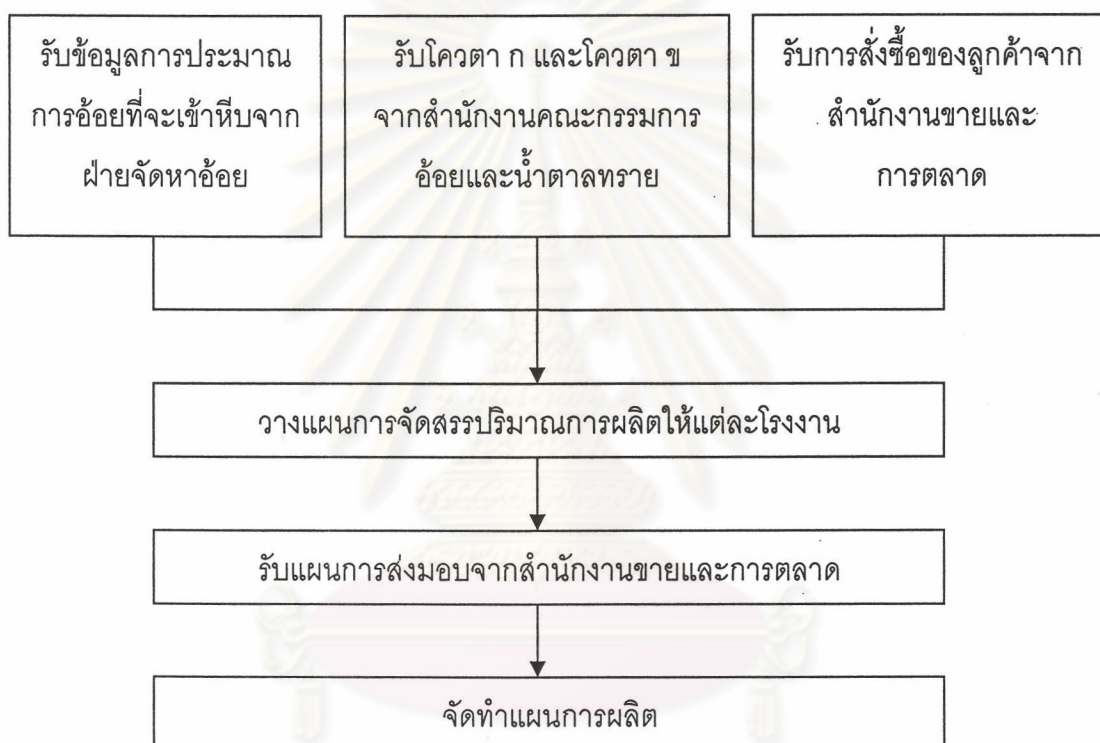 รับข้อมูลการประมาณ
การอ้อยที่จะเข้าหีบจาก
ฝ่ายจัดหาอ้อย
รับโควตา ก และโควตา ข
จากสำนักงานคณะกรรมการ
อ้อยและน้ำตาลทราย
รับการสั่งซื้อของลูกค้าจาก
สำนักงานขายและ
การตลาด
วางแผนการจัดสรรปริมาณการผลิตให้แต่ละโรงงาน
รับแผนการส่งมอบจากสำนักงานขายและการตลาด
จัดทำแผนการผลิต